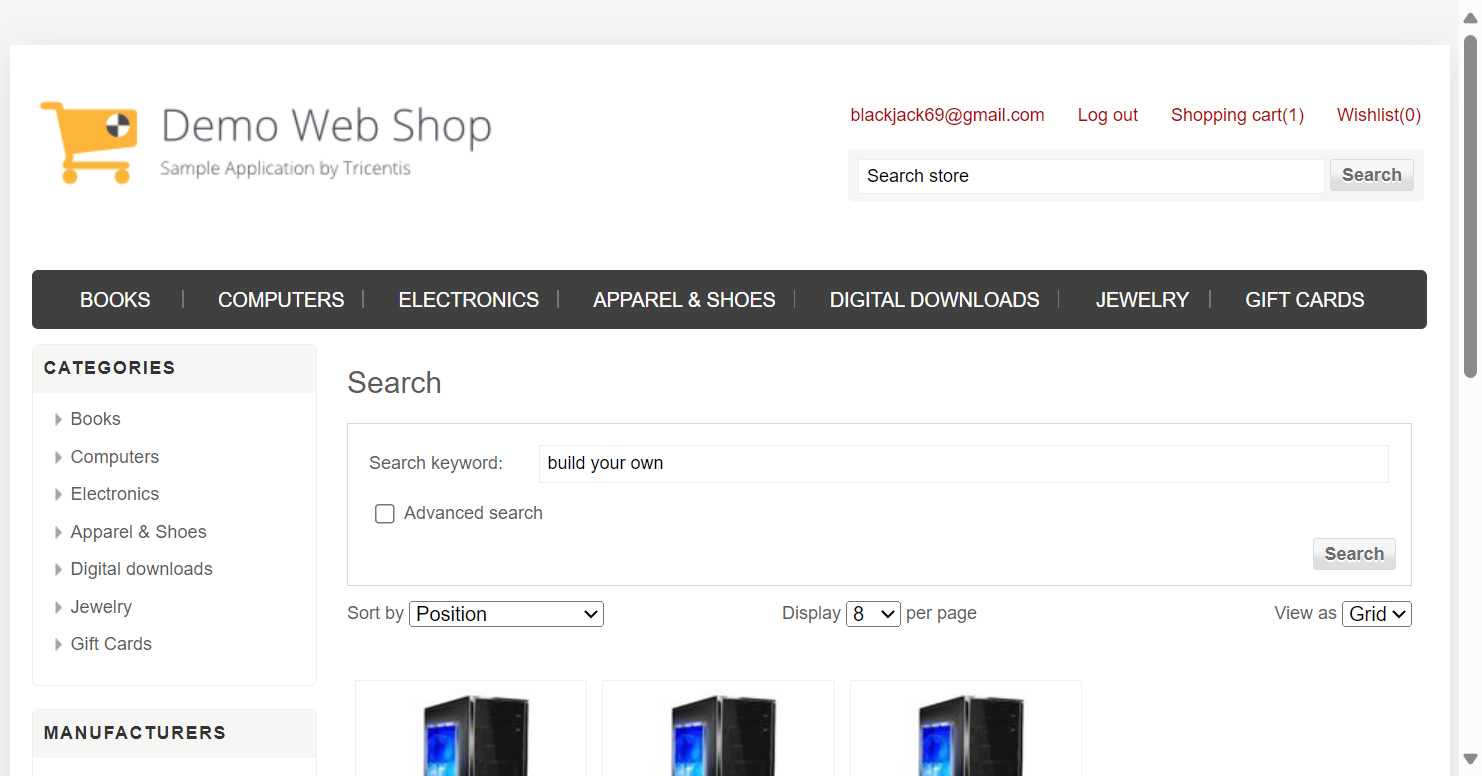 Demo Web Shop
Sample Application by Tricentis
blackjack69@gmail.com Log out Shopping cart(1) Wishlist(0)
Search store Search
BOOKS COMPUTERS ELECTRONICS APPAREL & SHOES DIGITAL DOWNLOADS JEWELRY GIFT CARDS
CATEGORIES
Books
Computers
Electronics
Apparel & Shoes
Digital downloads
Jewelry
Gift Cards
MANUFACTURERS
Search
Search keyword: build your own
Advanced search
Search
Sort by Position Display 8 per page View as Grid